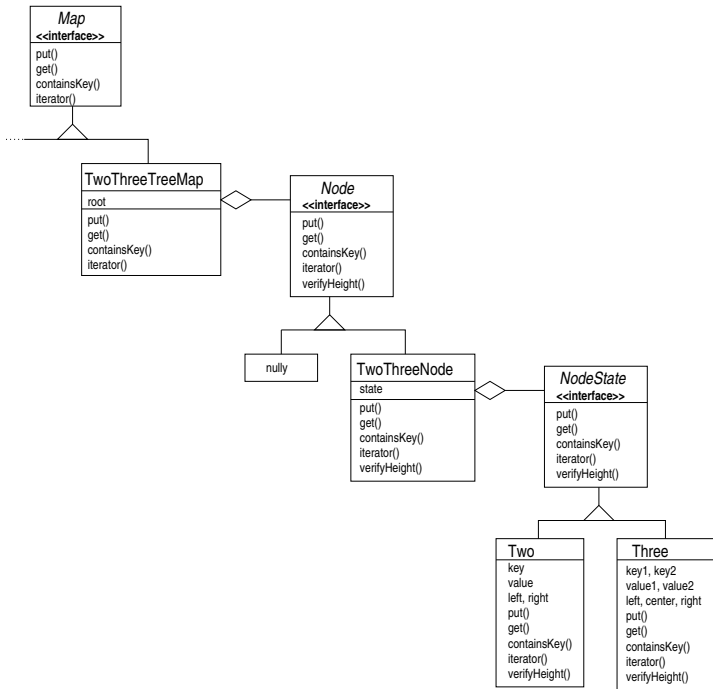 Map
<<interface>>
put()
get()
containsKey()
iterator()
TwoThreeTreeMap
root
put()
get()
containsKey()
iterator()
Node
<<interface>>
put()
get()
containsKey()
iterator()
verifyHeight()
nully
TwoThreeNode
state
put()
get()
containsKey()
iterator()
verifyHeight()
NodeState
<<interface>>
put()
get()
containsKey()
iterator()
verifyHeight()
Two
key
value
left, right
put()
get()
containsKey()
iterator()
verifyHeight()
Three
key1, key2
value1, value2
left, center, right
put()
get()
containsKey()
iterator()
verifyHeight()